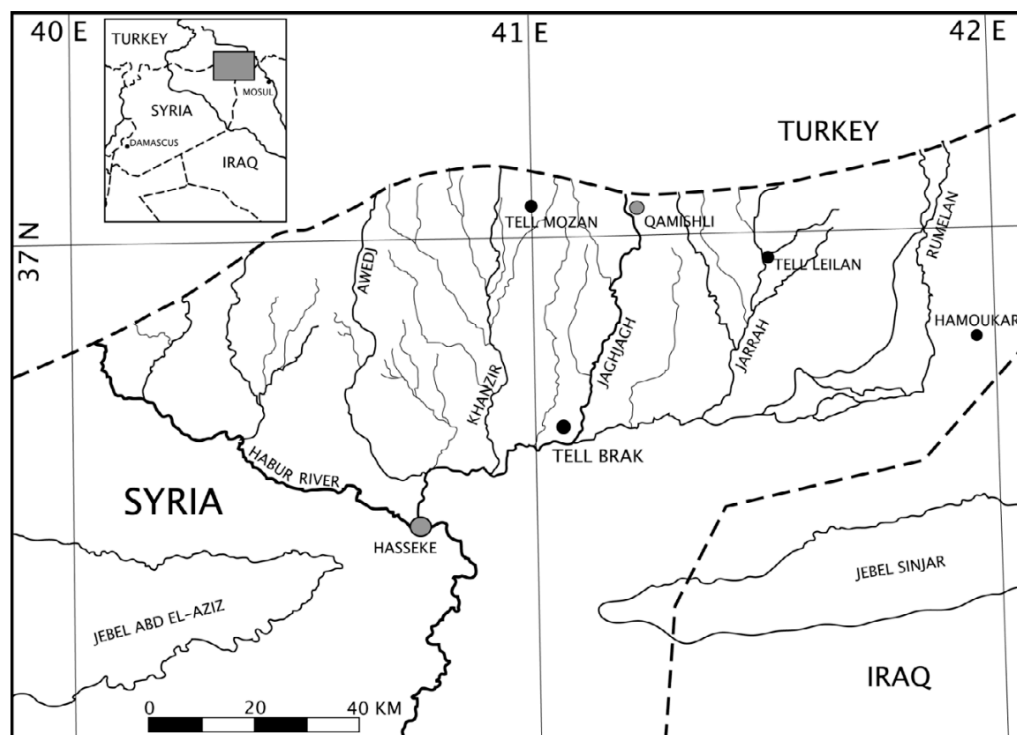 40 E
41 E
42 E
TURKEY
MOSUL
SYRIA
DAMASCUS
IRAQ
TURKEY
37 N
AWEDJ
TELL MOZAN
QAMISHLI
RUMELAN
TELL LEILAN
HAMOUKAR
KHANZIR
JAGHJAGH
JARRAH
TELL BRAK
HABUR RIVER
SYRIA
HASSEKE
JEBEL SINJAR
JEBEL ABD EL-AZIZ
IRAQ
0 20 40 KM